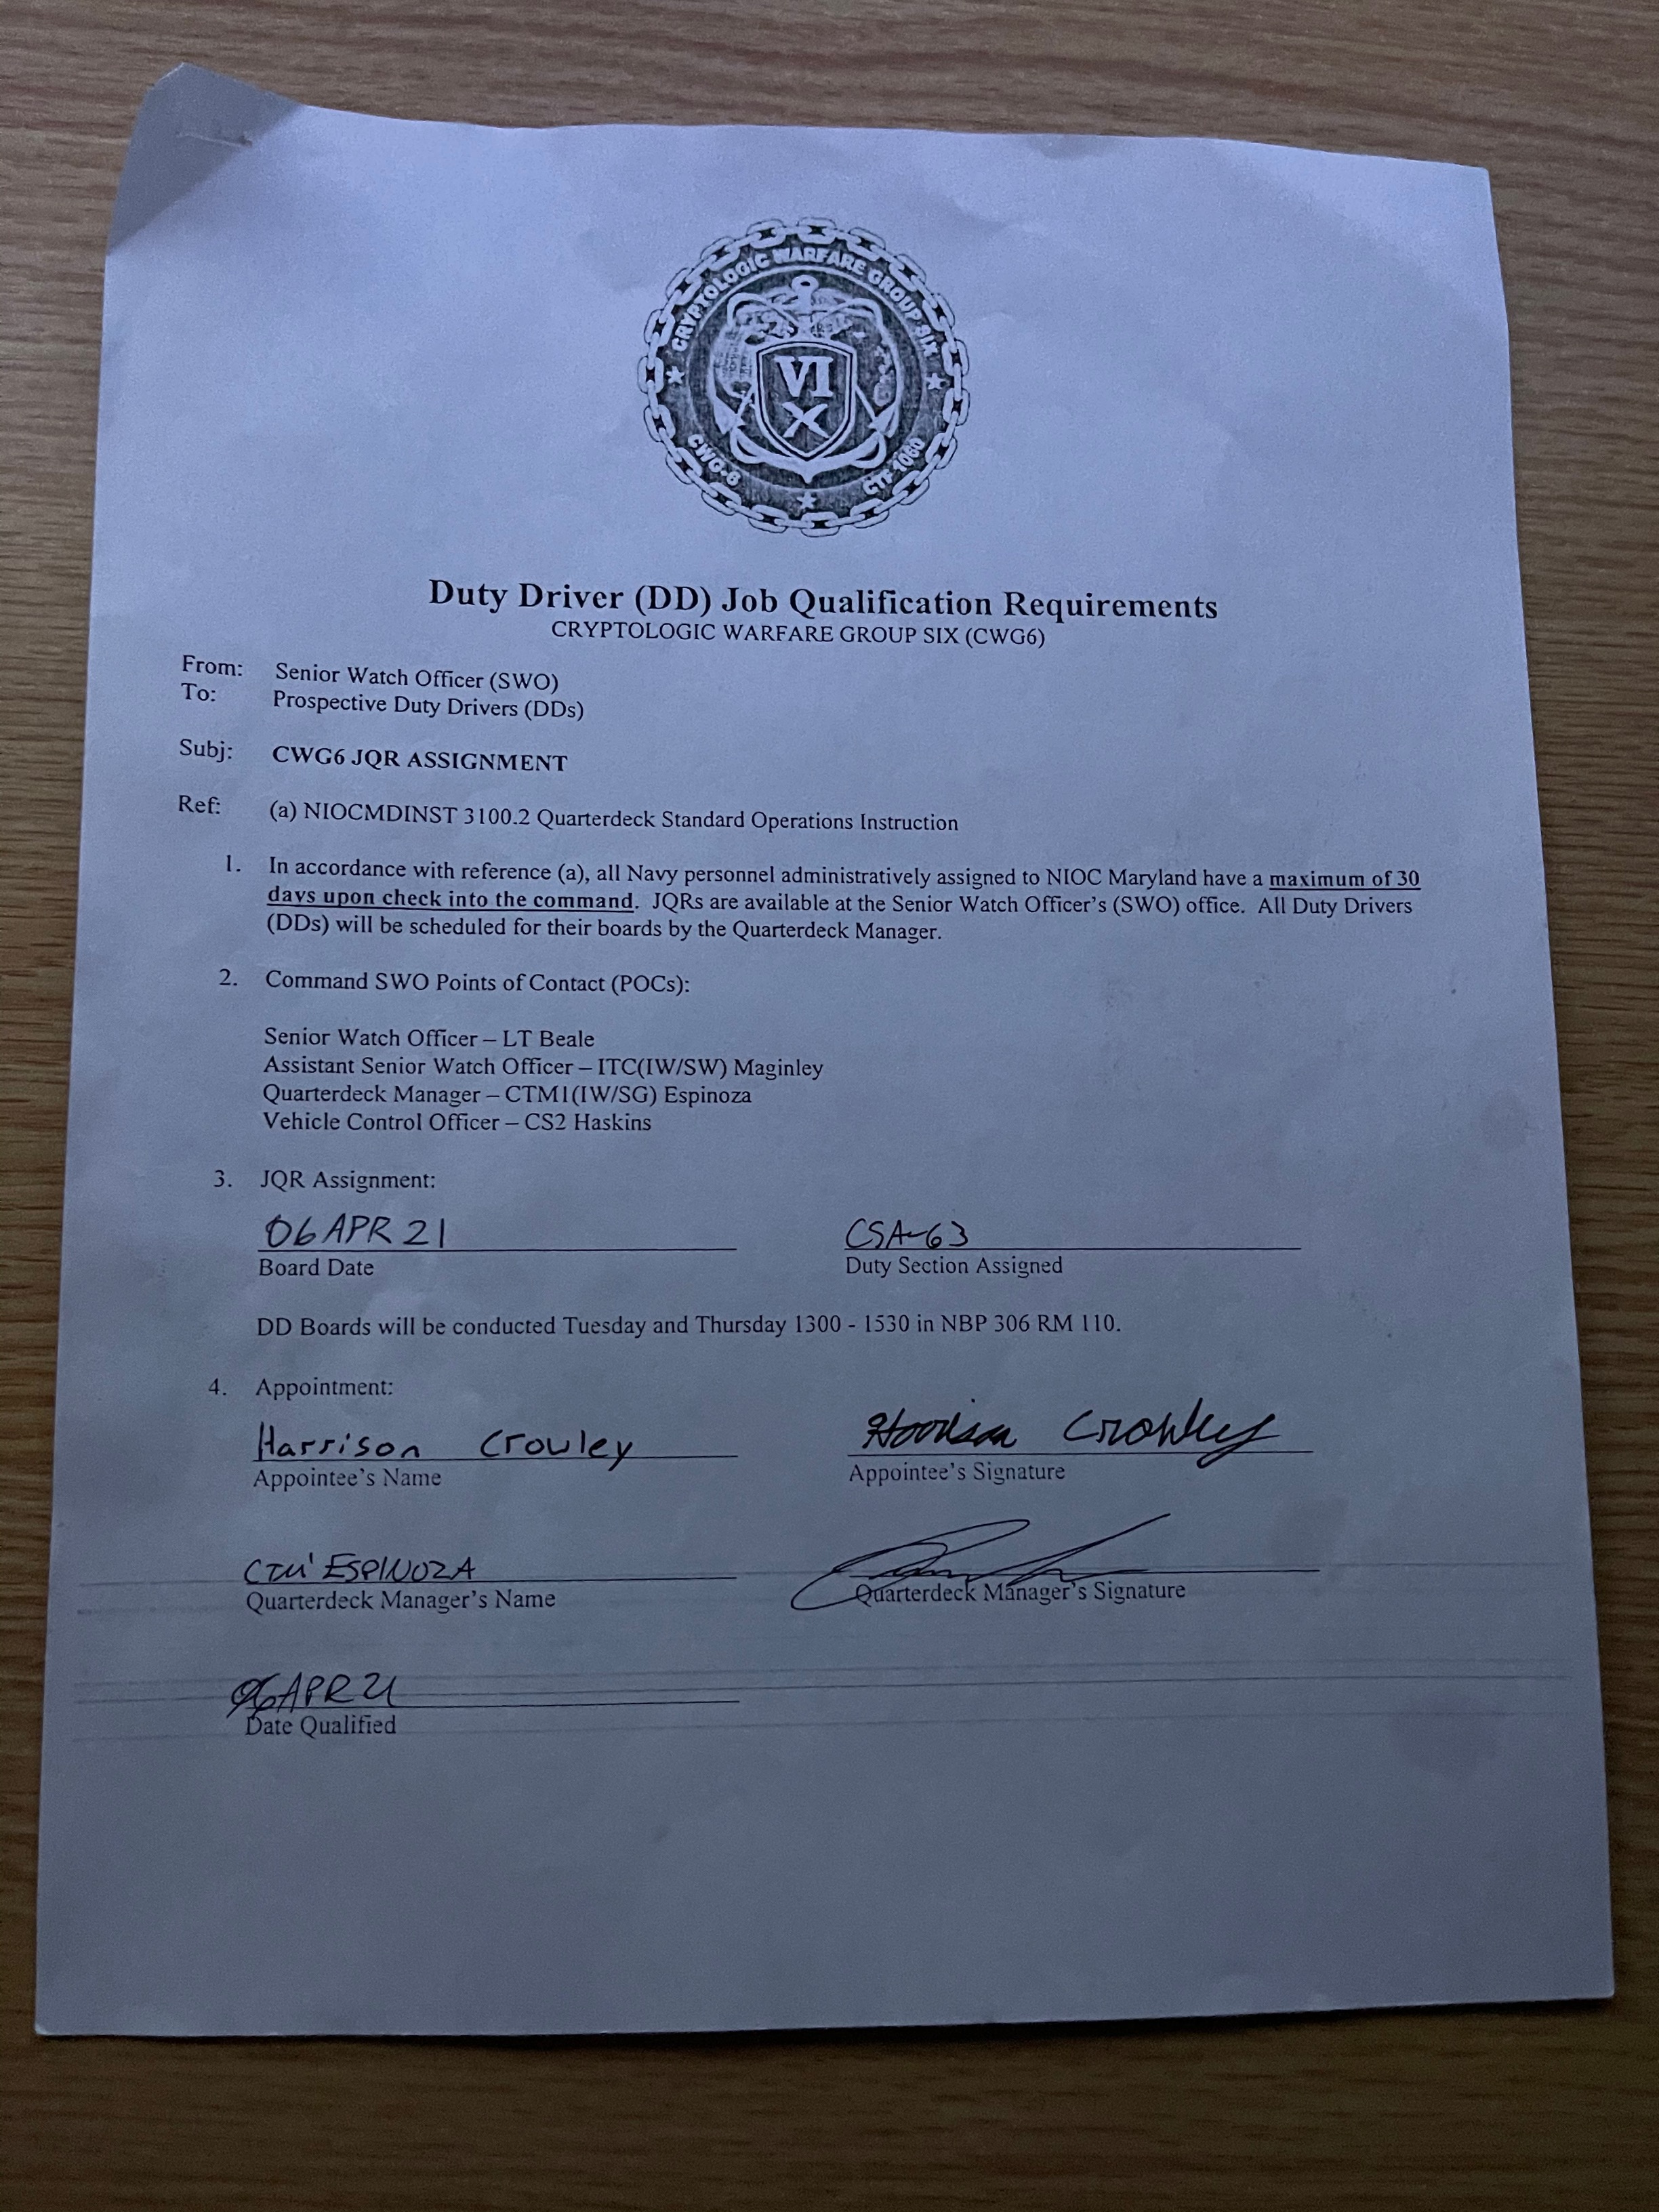 CRYPTOLOGIC WARFARE GROUP SIX
VI
X
CWG-6
CTF 1060
Duty Driver (DD) Job Qualification Requirements
CRYPTOLOGIC WARFARE GROUP SIX (CWG6)
From: Senior Watch Officer (SWO)
To: Prospective Duty Drivers (DDs)
Subj: CWG6 JQR ASSIGNMENT
Ref: (a) NIOCMDINST 3100.2 Quarterdeck Standard Operations Instruction
1. In accordance with reference (a), all Navy personnel administratively assigned to NIOC Maryland have a maximum of 30
days upon check into the command. JQRs are available at the Senior Watch Officer's (SWO) office. All Duty Drivers
(DDs) will be scheduled for their boards by the Quarterdeck Manager.
2. Command SWO Points of Contact (POCs):
Senior Watch Officer – LT Beale
Assistant Senior Watch Officer – ITC(IW/SW) Maginley
Quarterdeck Manager – CTM1(IW/SG) Espinoza
Vehicle Control Officer – CS2 Haskins
3. JQR Assignment:
06 APR 21 CSA-63
Board Date Duty Section Assigned
DD Boards will be conducted Tuesday and Thursday 1300 - 1530 in NBP 306 RM 110.
4. Appointment:
Harrison Crowley Harrison Crowley
Appointee's Name Appointee's Signature
CTM1 ESPINOZA
Quarterdeck Manager's Name Quarterdeck Manager's Signature
06 APR 21
Date Qualified